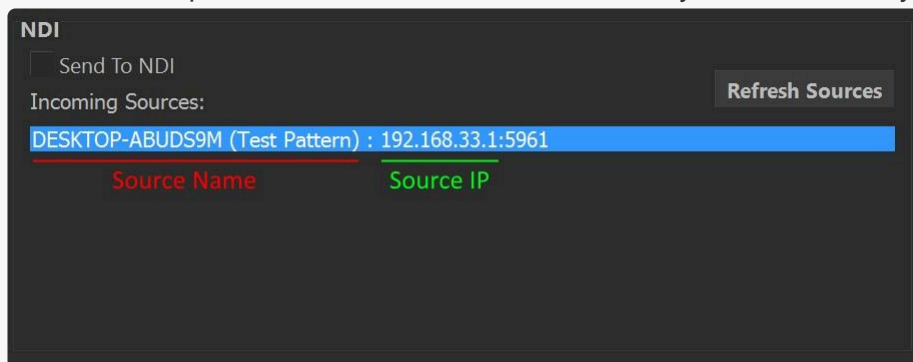 NDI
Send To NDI
Refresh Sources
Incoming Sources:
DESKTOP-ABUDS9M (Test Pattern) : 192.168.33.1:5961
Source Name Source IP